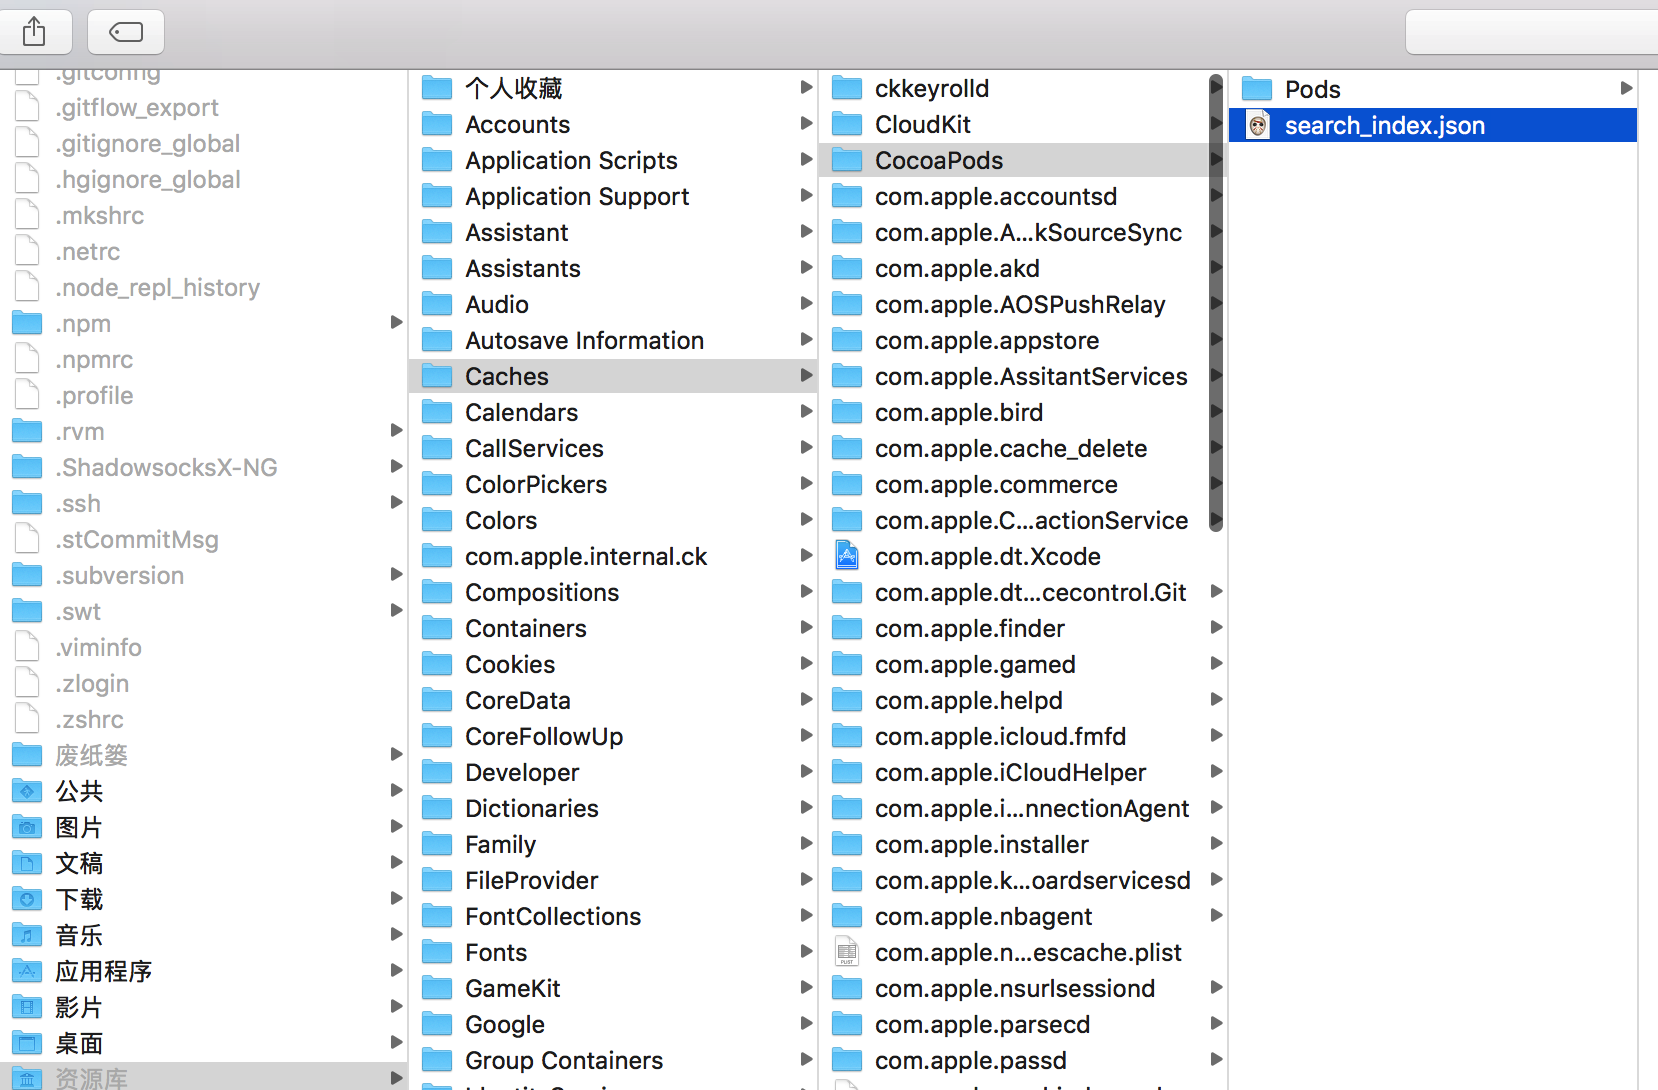 .gitconfig
.gitflow_export
.gitignore_global
.hgignore_global
.mkshrc
.netrc
.node_repl_history
.npm
.npmrc
.profile
.rvm
.ShadowsocksX-NG
.ssh
.stCommitMsg
.subversion
.swt
.viminfo
.zlogin
.zshrc
废纸篓
公共
图片
文稿
下载
音乐
应用程序
影片
桌面
资源库
个人收藏
Accounts
Application Scripts
Application Support
Assistant
Assistants
Audio
Autosave Information
Caches
Calendars
CallServices
ColorPickers
Colors
com.apple.internal.ck
Compositions
Containers
Cookies
CoreData
CoreFollowUp
Developer
Dictionaries
Family
FileProvider
FontCollections
Fonts
GameKit
Google
Group Containers
ckkeyrolld
CloudKit
CocoaPods
com.apple.accountsd
com.apple.A...kSourceSync
com.apple.akd
com.apple.AOSPushRelay
com.apple.appstore
com.apple.AssitantServices
com.apple.bird
com.apple.cache_delete
com.apple.commerce
com.apple.C...actionService
com.apple.dt.Xcode
com.apple.dt...cecontrol.Git
com.apple.finder
com.apple.gamed
com.apple.helpd
com.apple.icloud.fmfd
com.apple.iCloudHelper
com.apple.i...nnectionAgent
com.apple.installer
com.apple.k...oardservicesd
com.apple.nbagent
com.apple.n...escache.plist
com.apple.nsurlsessiond
com.apple.parsecd
com.apple.passd
Pods
search_index.json